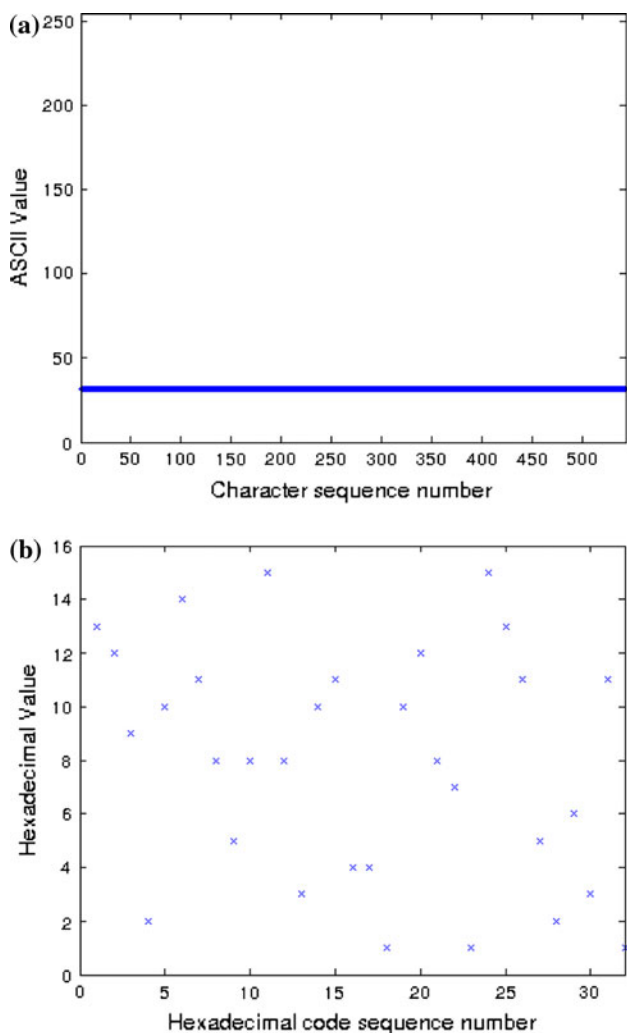 (a)
250
200
150
100
50
0
ASCII Value
0 50 100 150 200 250 300 350 400 450 500
Character sequence number
(b)
16
14
12
10
8
6
4
2
0
Hexadecimal Value
0 5 10 15 20 25 30
Hexadecimal code sequence number